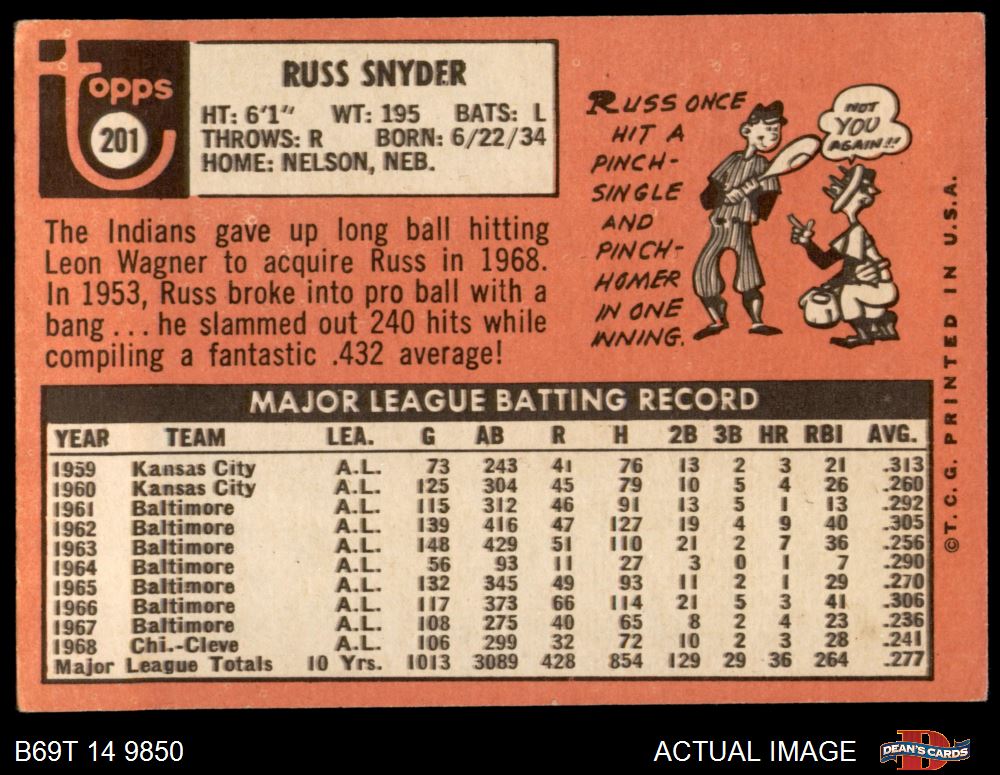 Topps
201
RUSS SNYDER
HT: 6'1" WT: 195 BATS: L
THROWS: R BORN: 6/22/34
HOME: NELSON, NEB.
The Indians gave up long ball hitting
Leon Wagner to acquire Russ in 1968.
In 1953, Russ broke into pro ball with a
bang ... he slammed out 240 hits while
compiling a fantastic .432 average!
RUSS ONCE
HIT A
PINCH-
SINGLE
AND
PINCH-
HOMER
IN ONE
INNING.
NOT
YOU
AGAIN!!
MAJOR LEAGUE BATTING RECORD
YEAR TEAM LEA. G AB R H 2B 3B HR RBI AVG.
1959 Kansas City A.L. 73 243 41 76 13 2 3 21 .313
1960 Kansas City A.L. 125 304 45 79 10 5 4 26 .260
1961 Baltimore A.L. 115 312 46 91 13 5 1 13 .292
1962 Baltimore A.L. 139 416 47 127 19 4 9 40 .305
1963 Baltimore A.L. 148 429 51 110 21 2 7 36 .256
1964 Baltimore A.L. 56 93 11 27 3 0 1 7 .290
1965 Baltimore A.L. 132 345 49 93 11 2 1 29 .270
1966 Baltimore A.L. 117 373 66 114 21 5 3 41 .306
1967 Baltimore A.L. 108 275 40 65 8 2 4 23 .236
1968 Chi.-Cleve A.L. 106 299 32 72 10 2 3 28 .241
Major League Totals 10 Yrs. 1013 3089 428 854 129 29 36 264 .277
©T.C.G. PRINTED IN U.S.A.
B69T 14 9850
ACTUAL IMAGE
D
DEAN'S CARDS